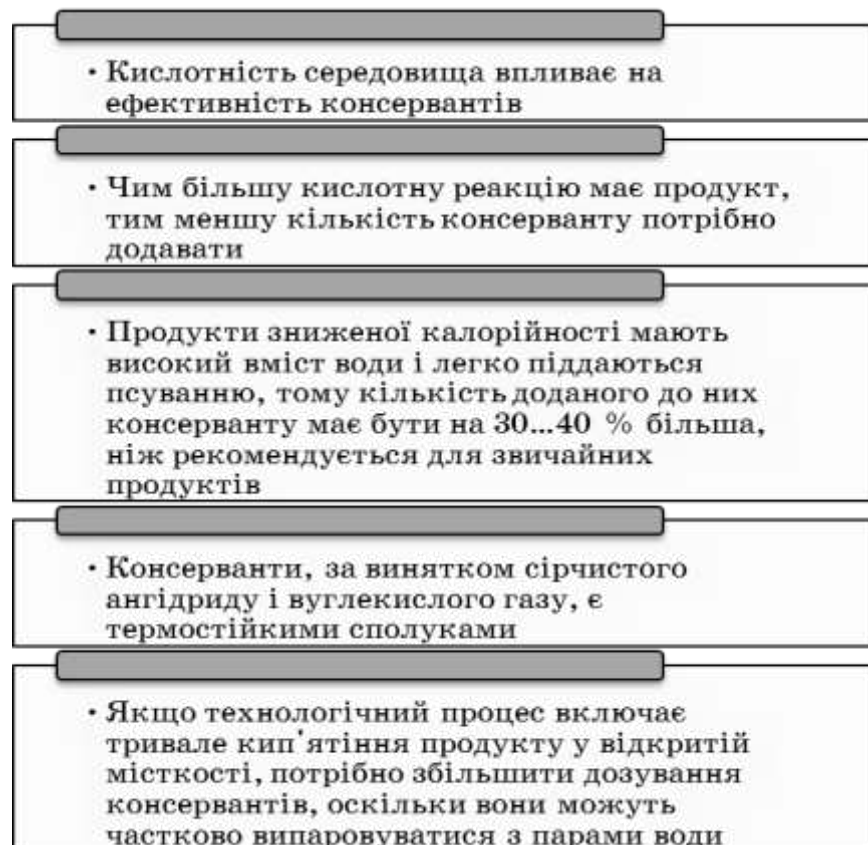 • Кислотність середовища впливає на
ефективність консервантів
• Чим більшу кислотну реакцію має продукт,
тим меншу кількість консерванту потрібно
додавати
• Продукти зниженої калорійності мають
високий вміст води і легко піддаються
псуванню, тому кількість доданого до них
консерванту має бути на 30...40 % більша,
ніж рекомендується для звичайних
продуктів
• Консерванти, за винятком сірчистого
ангідриду і вуглекислого газу, є
термостійкими сполуками
• Якщо технологічний процес включає
тривале кип'ятіння продукту у відкритій
місткості, потрібно збільшити дозування
консервантів, оскільки вони можуть
частково випаровуватися з парами води